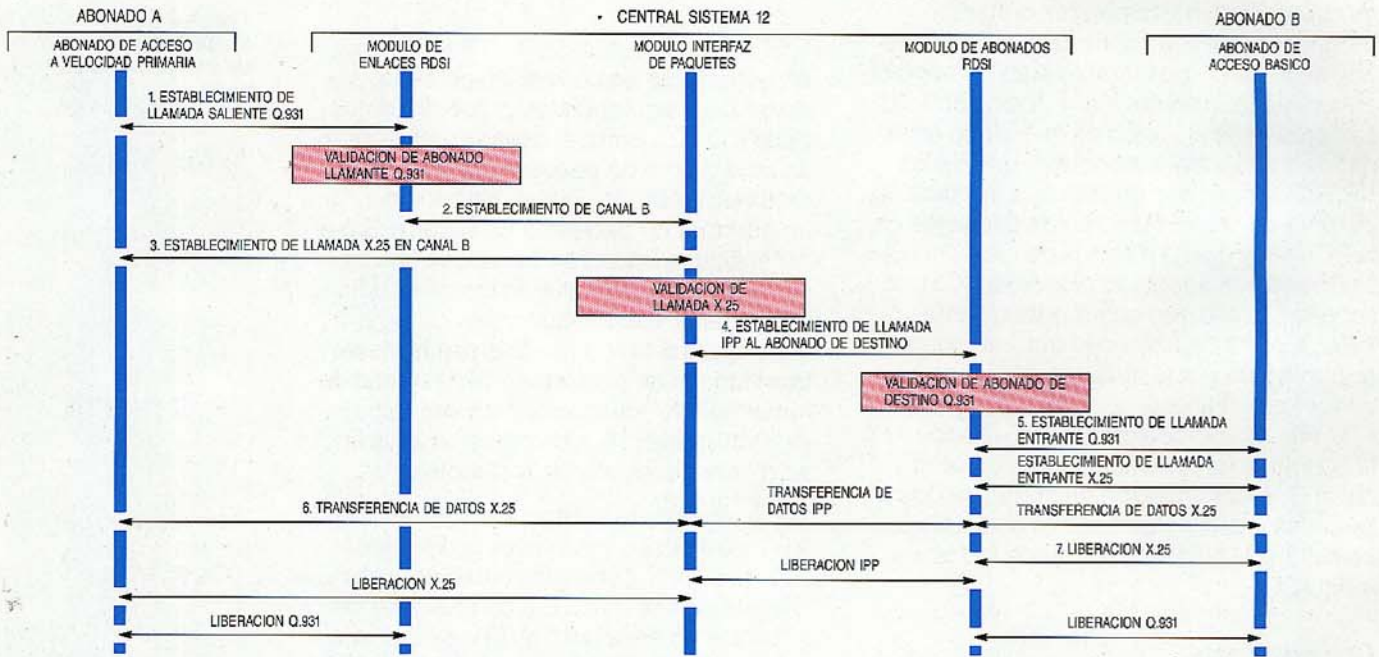 ABONADO A
CENTRAL SISTEMA 12
ABONADO B
ABONADO DE ACCESO
A VELOCIDAD PRIMARIA
MODULO DE
ENLACES RDSI
MODULO INTERFAZ
DE PAQUETES
MODULO DE ABONADOS
RDSI
ABONADO DE
ACCESO BASICO
1. ESTABLECIMIENTO DE
LLAMADA SALIENTE Q.931
VALIDACION DE ABONADO
LLAMANTE Q.931
2. ESTABLECIMIENTO DE CANAL B
3. ESTABLECIMIENTO DE LLAMADA X.25 EN CANAL B
VALIDACION DE
LLAMADA X.25
4. ESTABLECIMIENTO DE LLAMADA
IPP AL ABONADO DE DESTINO
VALIDACION DE ABONADO DE
DESTINO Q.931
5. ESTABLECIMIENTO DE LLAMADA
ENTRANTE Q.931
ESTABLECIMIENTO DE LLAMADA
ENTRANTE X.25
6. TRANSFERENCIA DE DATOS X.25
TRANSFERENCIA DE
DATOS IPP
TRANSFERENCIA DE DATOS X.25
7. LIBERACION X.25
LIBERACION IPP
LIBERACION X.25
LIBERACION Q.931
LIBERACION Q.931